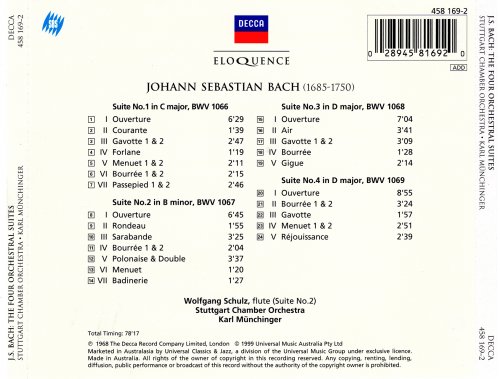 DECCA
458 169-2
J.S. BACH: THE FOUR ORCHESTRAL SUITES
STUTTGART CHAMBER ORCHESTRA • KARL MÜNCHINGER
SBS
DECCA
ELOQUENCE
458 169-2
0 28945 81692 0
ADD
JOHANN SEBASTIAN BACH (1685-1750)
Suite No.1 in C major, BWV 1066
1 I Ouverture 6'29
2 II Courante 1'39
3 III Gavotte 1 & 2 2'47
4 IV Forlane 1'19
5 V Menuet 1 & 2 2'11
6 VI Bourrée 1 & 2 2'15
7 VII Passepied 1 & 2 2'46
Suite No.2 in B minor, BWV 1067
8 I Ouverture 6'45
9 II Rondeau 1'55
10 III Sarabande 3'25
11 IV Bourrée 1 & 2 2'04
12 V Polonaise & Double 3'37
13 VI Menuet 1'20
14 VII Badinerie 1'27
Suite No.3 in D major, BWV 1068
15 I Ouverture 7'04
16 II Air 3'41
17 III Gavotte 1 & 2 3'09
18 IV Bourrée 1'28
19 V Gigue 2'14
Suite No.4 in D major, BWV 1069
20 I Ouverture 8'55
21 II Bourrée 1 & 2 3'24
22 III Gavotte 1'57
23 IV Menuet 1 & 2 3'51
24 V Réjouissance 2'39
Wolfgang Schulz, flute (Suite No.2)
Stuttgart Chamber Orchestra
Karl Münchinger
Total Timing: 78'17
℗ 1968 The Decca Record Company Limited, London © 1999 Universal Music Australia Pty Ltd
Marketed in Australasia by Universal Classics & Jazz, a division of the Universal Music Group under exclusive licence.
Made in Australia. All rights of the owner of copyright in this recording reserved. Any copying, renting, lending,
diffusion, public performance or broadcast of this record without the authority of the copyright owner is prohibited.
J.S. BACH: THE FOUR ORCHESTRAL SUITES
STUTTGART CHAMBER ORCHESTRA • KARL MÜNCHINGER
DECCA
458 169-2